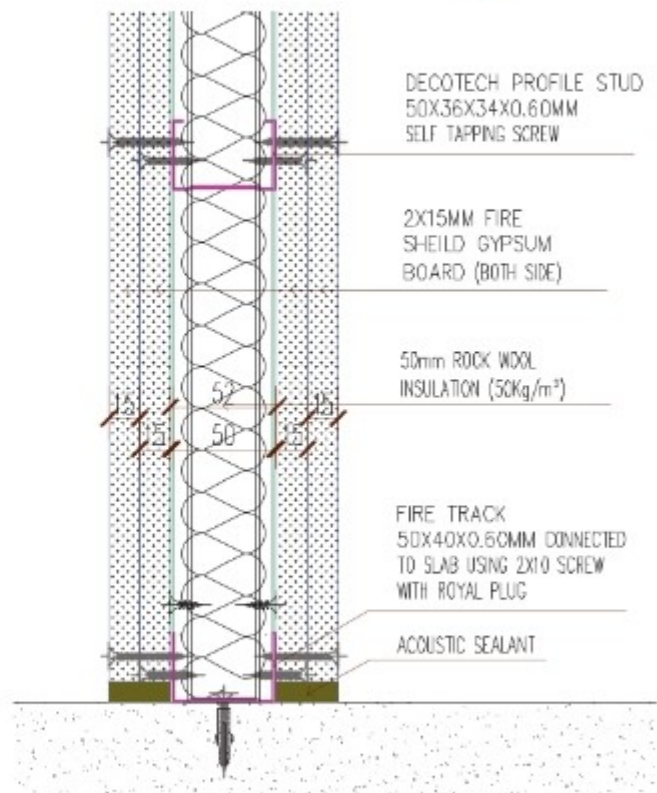 DECOTECH PROFILE STUD
50X36X34X0.60MM
SELF TAPPING SCREW
2X15MM FIRE
SHEILD GYPSUM
BOARD (BOTH SIDE)
50mm ROCK WOOL
INSULATION (50Kg/m³)
15 52 15
15 50 15
FIRE TRACK
50X40X0.60MM CONNECTED
TO SLAB USING 2X10 SCREW
WITH ROYAL PLUG
ACOUSTIC SEALANT